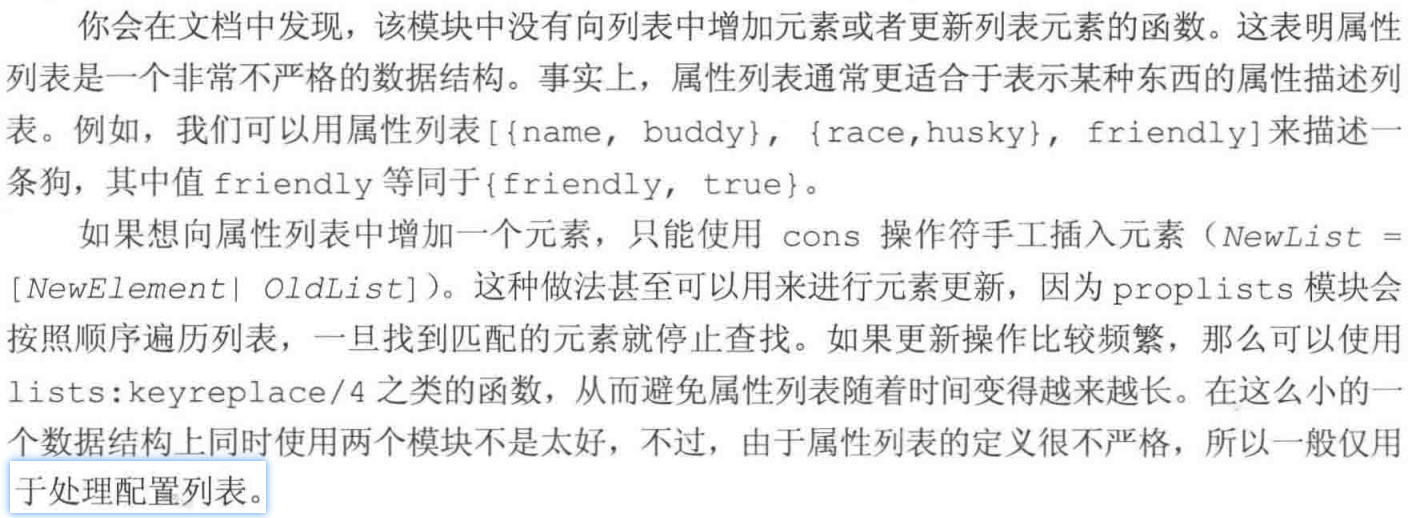 你会在文档中发现，该模块中没有向列表中增加元素或者更新列表元素的函数。这表明属性
列表是一个非常不严格的数据结构。事实上，属性列表通常更适合于表示某种东西的属性描述列
表。例如，我们可以用属性列表[{name, buddy}, {race,husky}, friendly]来描述一
条狗，其中值 friendly 等同于{friendly, true}。
如果想向属性列表中增加一个元素，只能使用 cons 操作符手工插入元素（NewList =
[NewElement| OldList]）。这种做法甚至可以用来进行元素更新，因为 proplists 模块会
按照顺序遍历列表，一旦找到匹配的元素就停止查找。如果更新操作比较频繁，那么可以使用
lists:keyreplace/4 之类的函数，从而避免属性列表随着时间变得越来越长。在这么小的一
个数据结构上同时使用两个模块不是太好，不过，由于属性列表的定义很不严格，所以一般仅用
于处理配置列表。